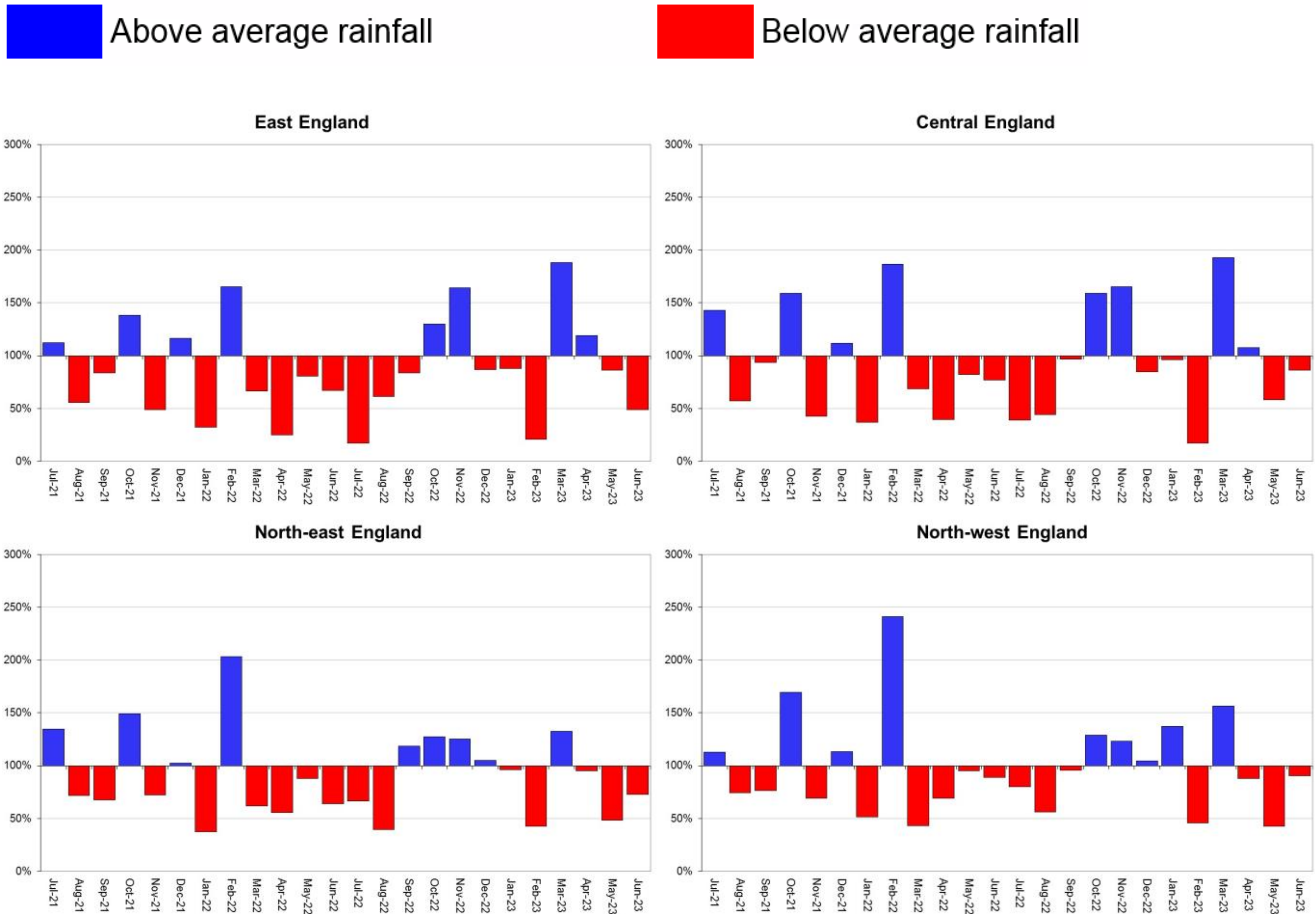 Above average rainfall
Below average rainfall
East England
300%
250%
200%
150%
100%
50%
0%
Jul-21
Aug-21
Sep-21
Oct-21
Nov-21
Dec-21
Jan-22
Feb-22
Mar-22
Apr-22
May-22
Jun-22
Jul-22
Aug-22
Sep-22
Oct-22
Nov-22
Dec-22
Jan-23
Feb-23
Mar-23
Apr-23
May-23
Jun-23
Central England
300%
250%
200%
150%
100%
50%
0%
Jul-21
Aug-21
Sep-21
Oct-21
Nov-21
Dec-21
Jan-22
Feb-22
Mar-22
Apr-22
May-22
Jun-22
Jul-22
Aug-22
Sep-22
Oct-22
Nov-22
Dec-22
Jan-23
Feb-23
Mar-23
Apr-23
May-23
Jun-23
North-east England
300%
250%
200%
150%
100%
50%
0%
Jul-21
Aug-21
Sep-21
Oct-21
Nov-21
Dec-21
Jan-22
Feb-22
Mar-22
Apr-22
May-22
Jun-22
Jul-22
Aug-22
Sep-22
Oct-22
Nov-22
Dec-22
Jan-23
Feb-23
Mar-23
Apr-23
May-23
Jun-23
North-west England
300%
250%
200%
150%
100%
50%
0%
Jul-21
Aug-21
Sep-21
Oct-21
Nov-21
Dec-21
Jan-22
Feb-22
Mar-22
Apr-22
May-22
Jun-22
Jul-22
Aug-22
Sep-22
Oct-22
Nov-22
Dec-22
Jan-23
Feb-23
Mar-23
Apr-23
May-23
Jun-23